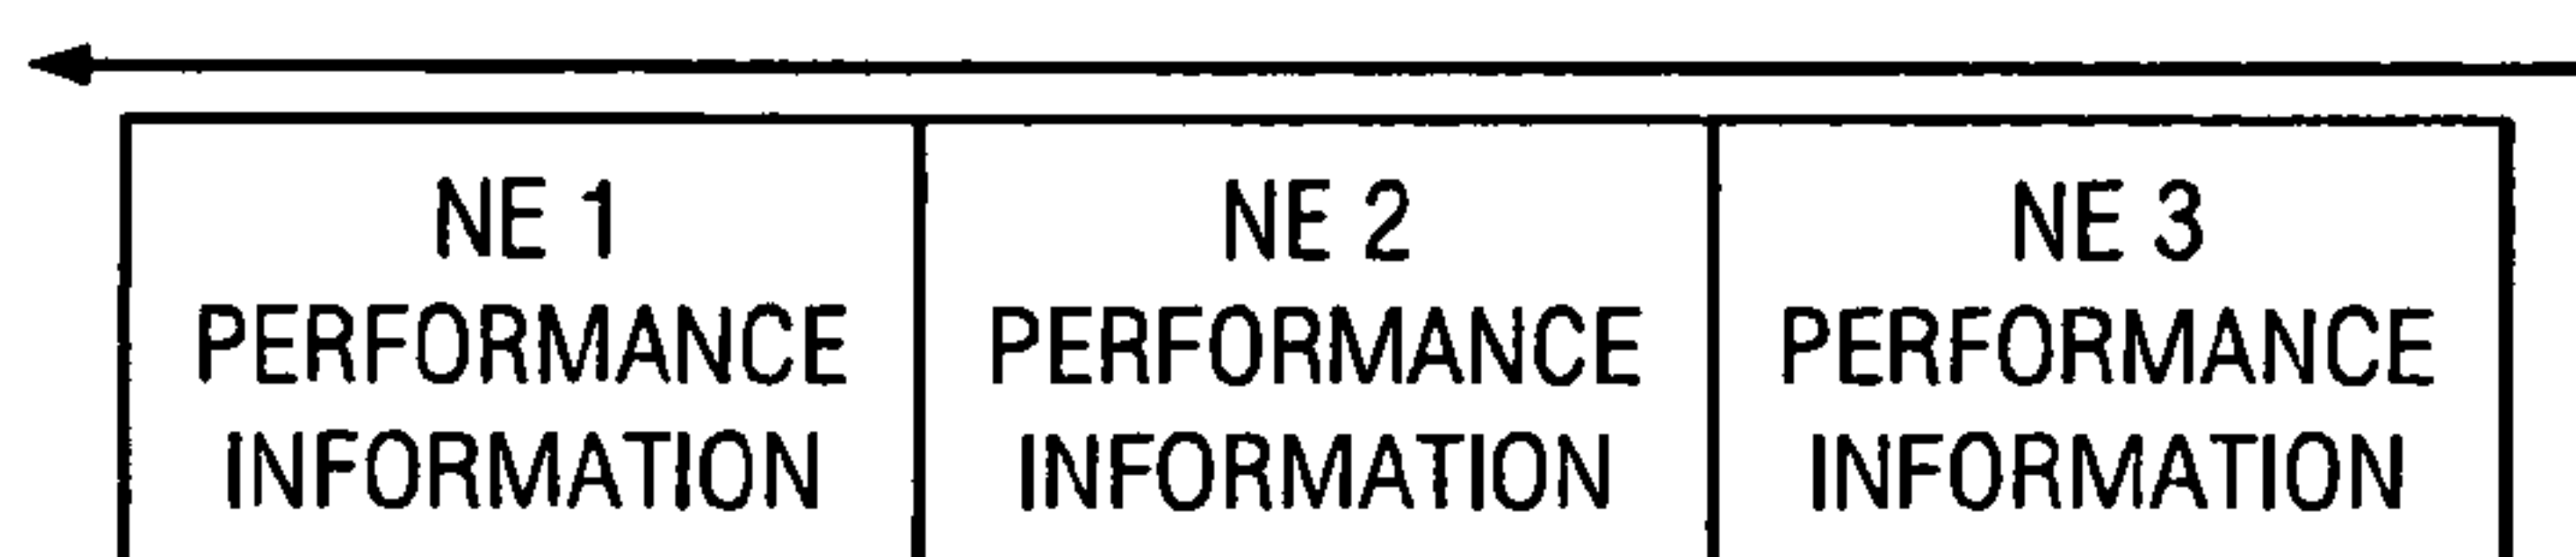 NE 1
PERFORMANCE
INFORMATION
NE 2
PERFORMANCE
INFORMATION
NE 3
PERFORMANCE
INFORMATION